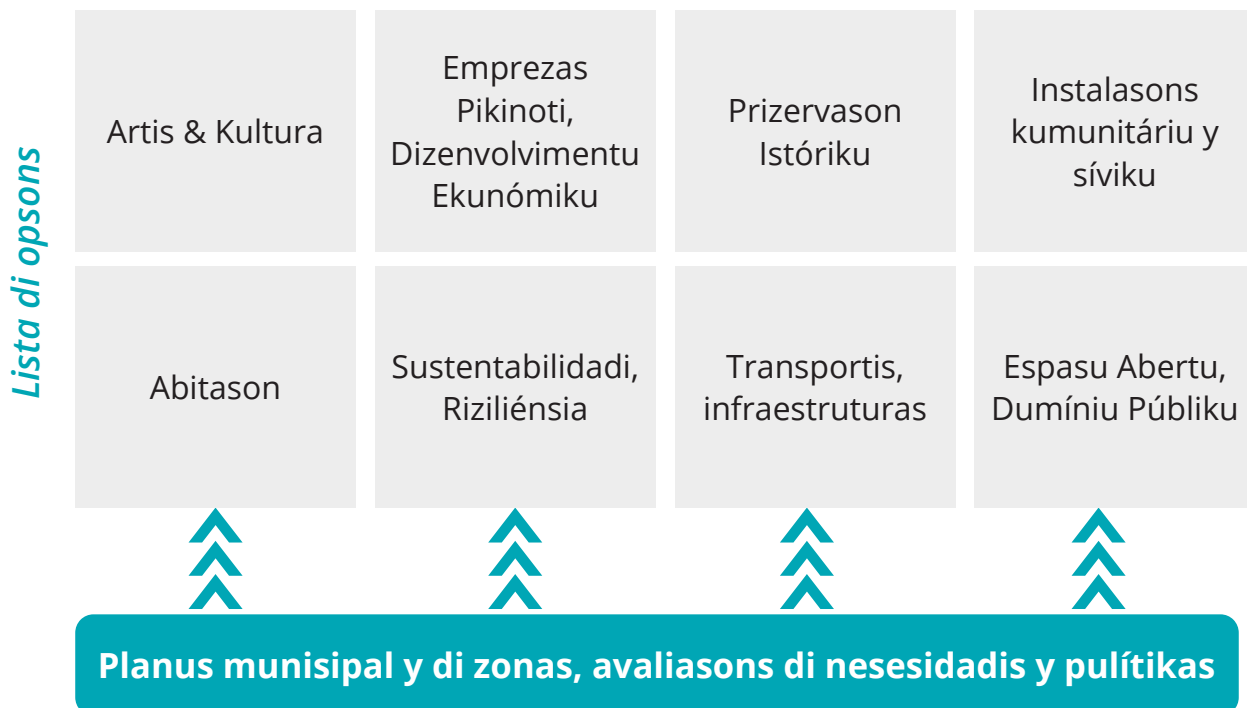 Lista di opsons
Artis & Kultura
Emprezas
Pikinoti,
Dizenvolvimentu
Ekunómiku
Prizervason
Istóriku
Instalasons
kumunitáriu y
síviku
Abitason
Sustentabilidadi,
Riziliénsia
Transportis,
infraestruturas
Espasu Abertu,
Dumíniu Públiku
Planus munisipal y di zonas, avaliasons di nesesidadis y pulítikas